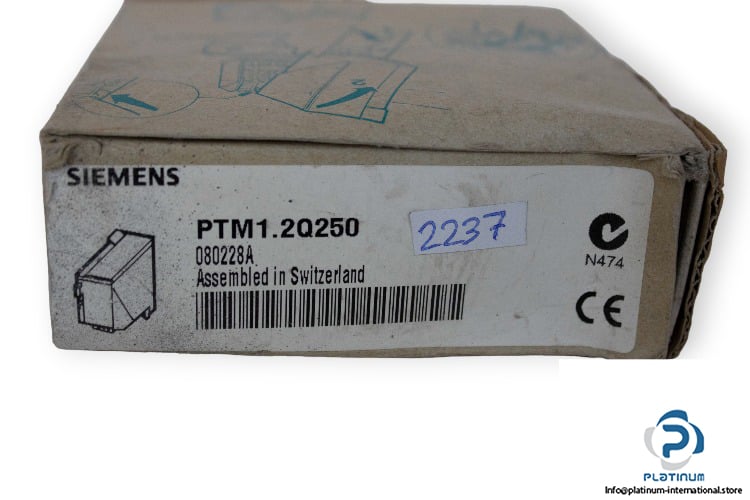 SIEMENS
PTM1.2Q250
2237
080228A
Assembled in Switzerland
N474
CE
PLATINUM
Info@platinum-international.store